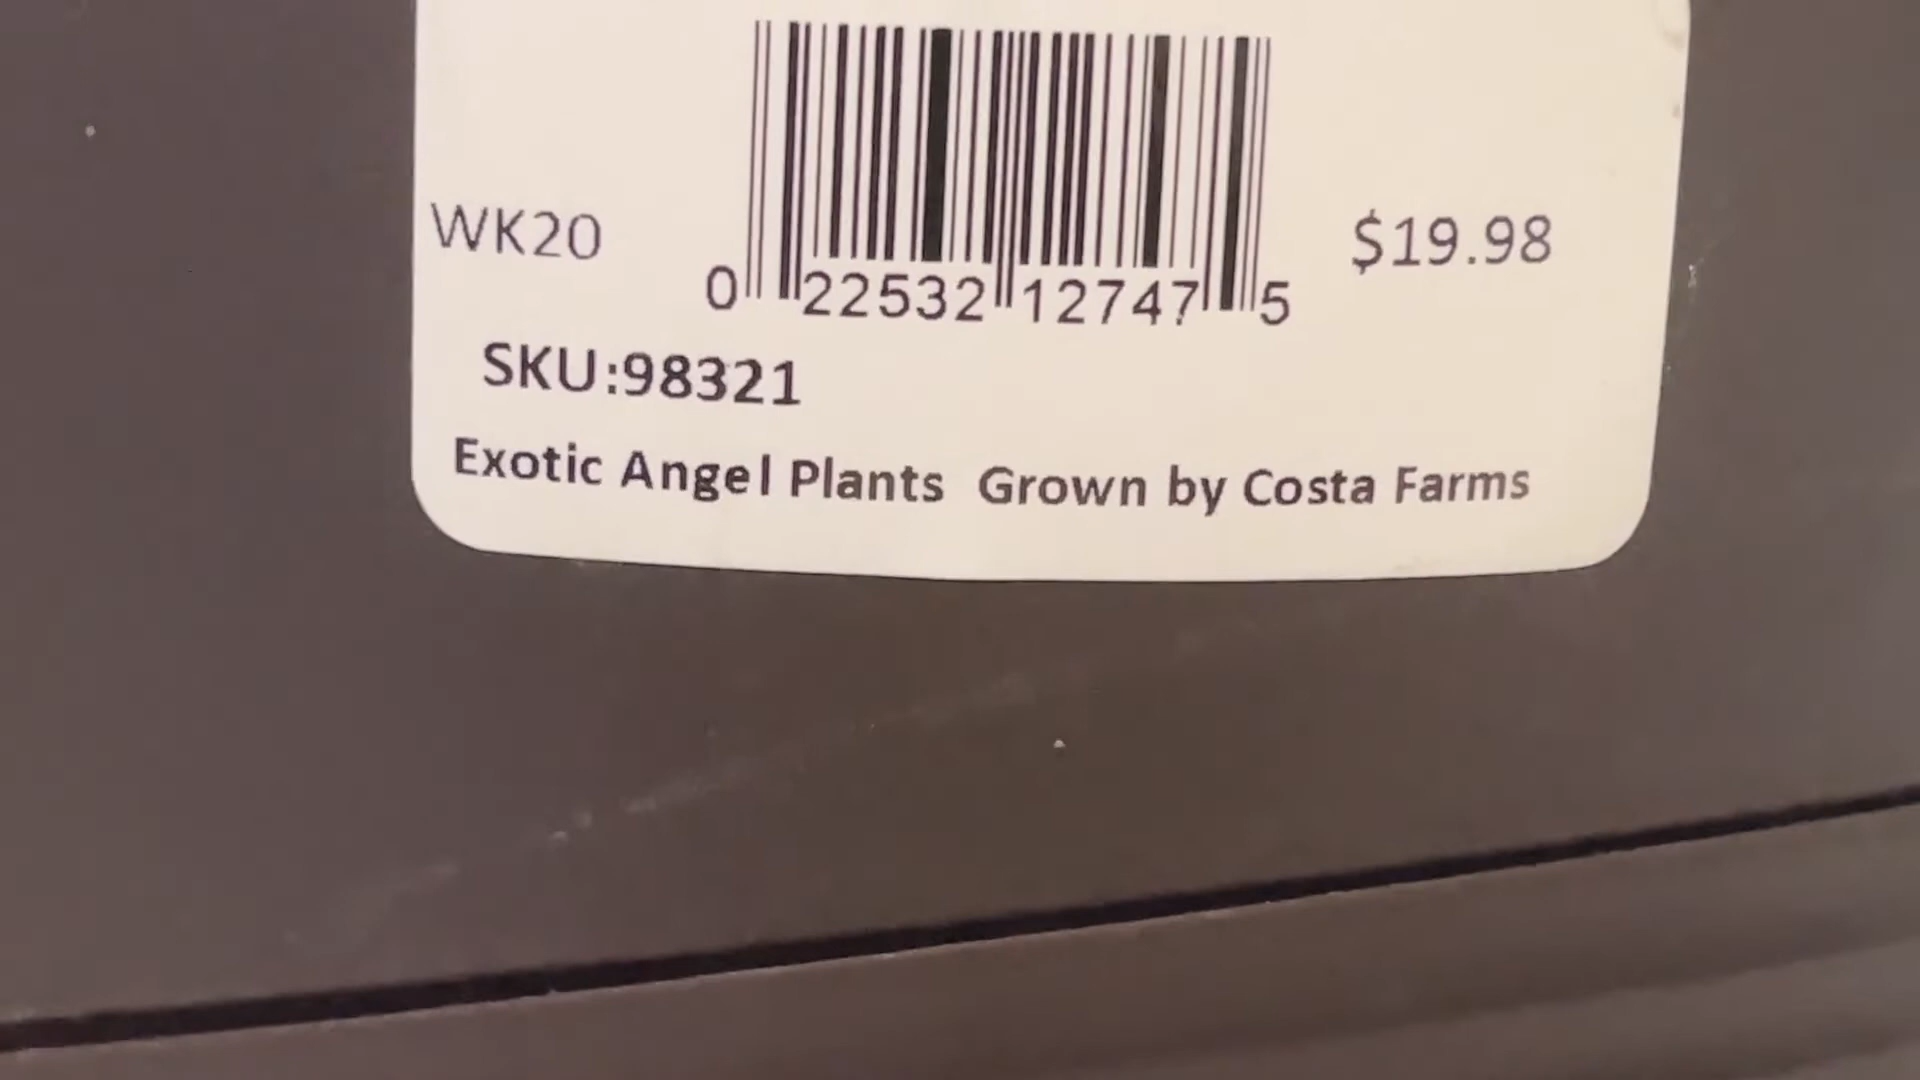 WK20
0 22532 12747 5
$19.98
SKU:98321
Exotic Angel Plants Grown by Costa Farms